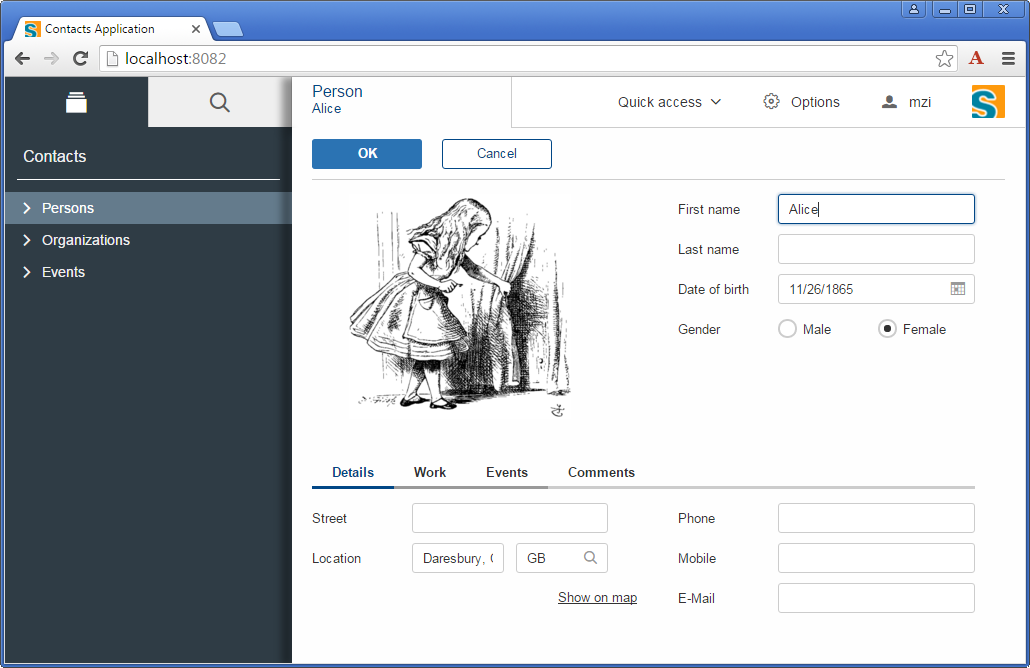 Contacts Application
localhost:8082
Person
Alice
Quick access
Options
mzi
Contacts
Persons
Organizations
Events
OK
Cancel
First name
Alice
Last name
Date of birth
11/26/1865
Gender
Male
Female
Details
Work
Events
Comments
Street
Phone
Location
Daresbury,
GB
Mobile
Show on map
E-Mail